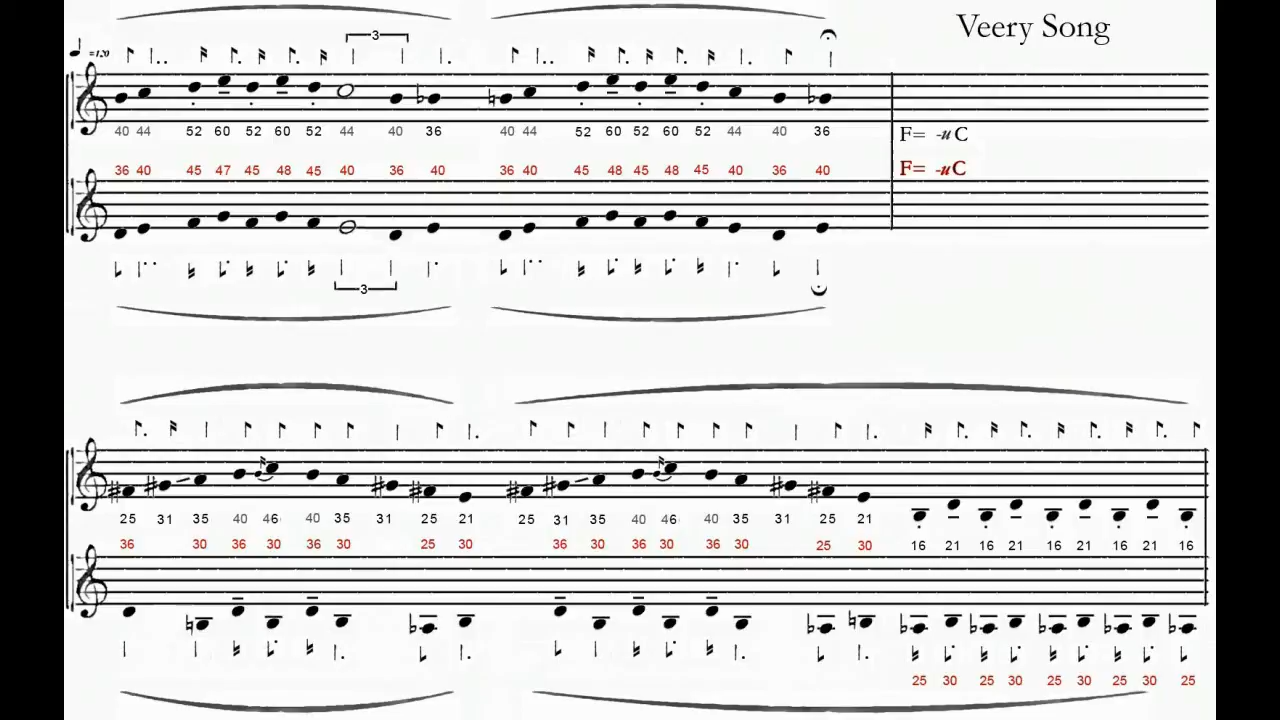 Veery Song
=120
3
40 44 52 60 52 60 52 44 40 36 40 44 52 60 52 60 52 44 40 36
F= -u C
36 40 45 47 45 48 45 40 36 40 36 40 45 48 45 48 45 40 36 40
F= -u C
3
25 31 35 40 46 40 35 31 25 21 25 31 35 40 46 40 35 31 25 21
36 30 36 30 36 30 25 30 36 30 36 30 36 30 25 30 16 21 16 21 16 21 16 21 16
25 30 25 30 25 30 25 30 25